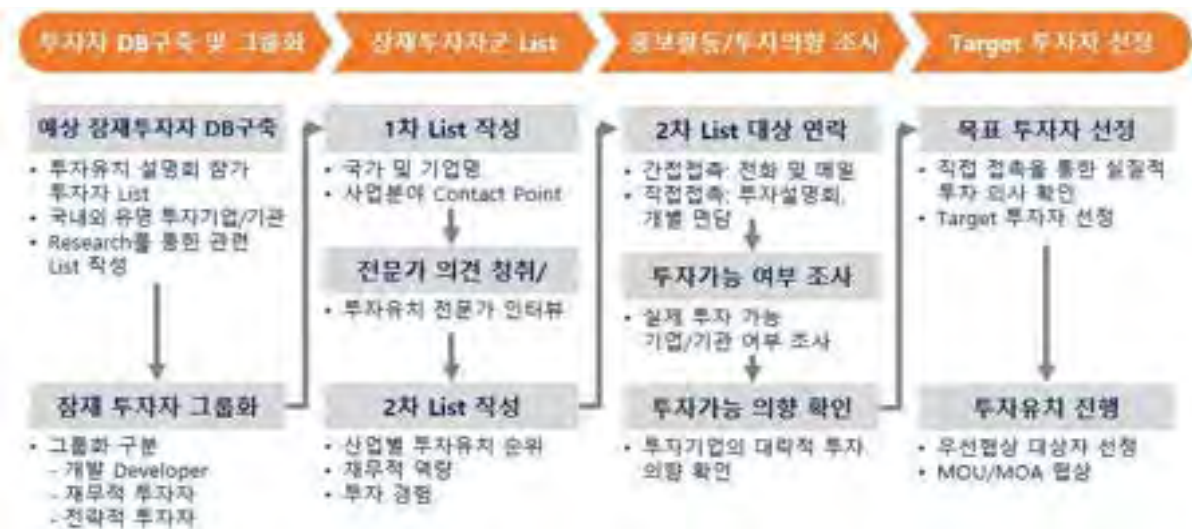 투자자 DB구축 및 그룹화
잠재투자자군 List
홍보활동/투자의향 조사
Target 투자자 선정
예상 잠재투자자 DB구축
• 투자유치 설명회 참가
투자자 List
• 국내외 유명 투자기업/기관
• Research를 통한 관련
List 작성
잠재 투자자 그룹화
• 그룹화 구분
- 개발 Developer
- 재무적 투자자
- 전략적 투자자
1차 List 작성
• 국가 및 기업명
• 사업분야 Contact Point
전문가 의견 청취/
• 투자유치 전문가 인터뷰
2차 List 작성
• 산업별 투자유치 순위
• 재무적 역량
• 투자 경험
2차 List 대상 연락
• 간접접촉: 전화 및 메일
• 직접접촉: 투자설명회,
개별 면담
투자가능 여부 조사
• 실제 투자 가능
기업/기관 여부 조사
투자가능 의향 확인
• 투자기업의 대략적 투자
의향 확인
목표 투자자 선정
• 직접 접촉을 통한 실질적
투자 의사 확인
• Target 투자자 선정
투자유치 진행
• 우선협상 대상자 선정
• MOU/MOA 협상